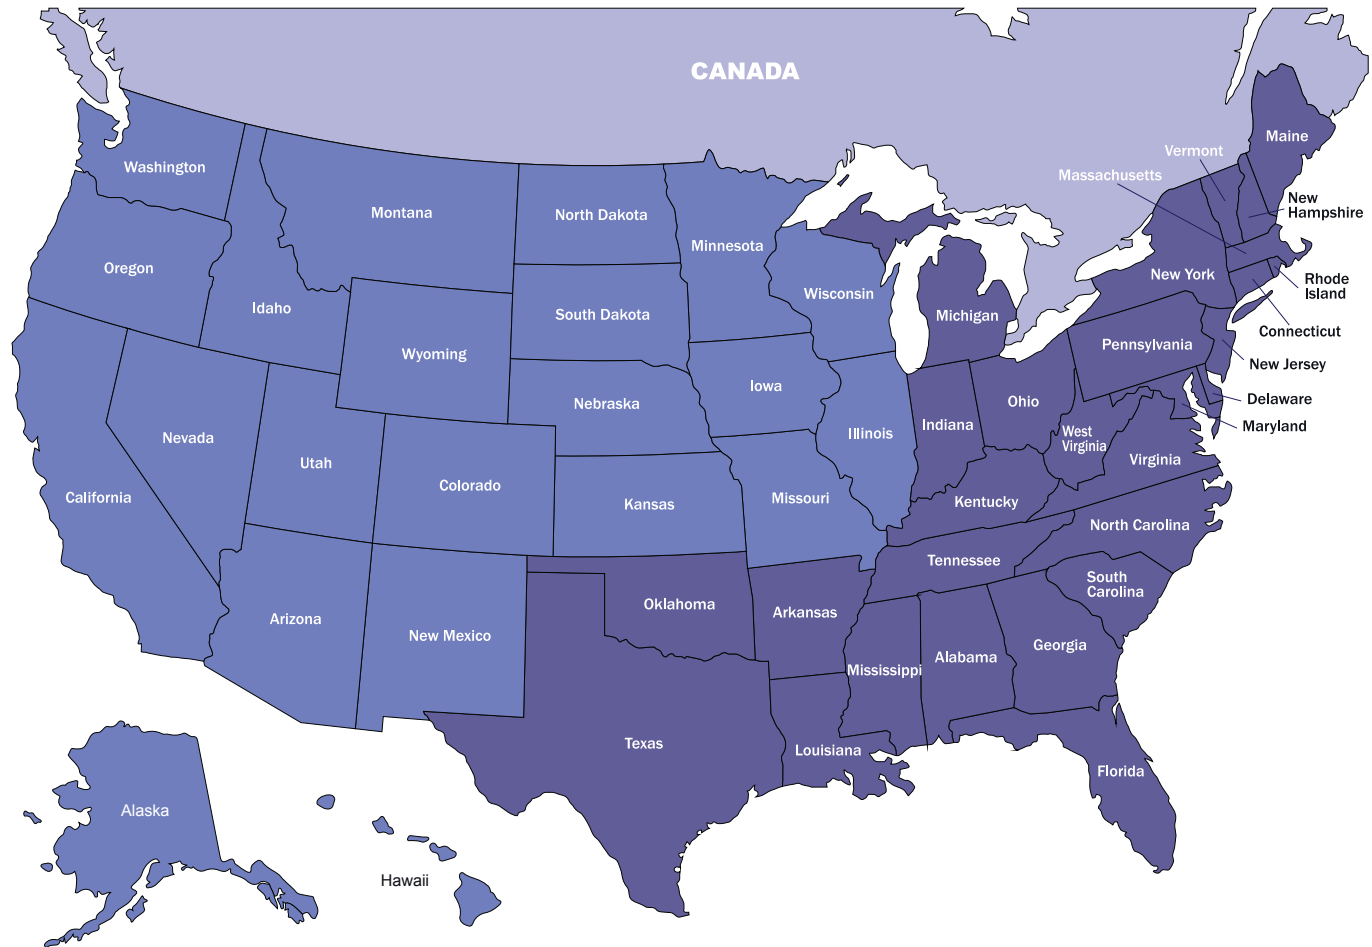 CANADA
Maine
Vermont
Massachusetts
New
Hampshire
Washington
Montana
North Dakota
Minnesota
New York
Oregon
Idaho
South Dakota
Wisconsin
Michigan
Rhode
Island
Connecticut
Wyoming
Pennsylvania
New Jersey
Iowa
Nebraska
Ohio
Delaware
Nevada
Illinois
Indiana
West
Virginia
Maryland
Utah
Colorado
Virginia
California
Kansas
Missouri
Kentucky
North Carolina
Tennessee
South
Carolina
Arizona
New Mexico
Oklahoma
Arkansas
Mississippi
Alabama
Georgia
Texas
Louisiana
Florida
Alaska
Hawaii